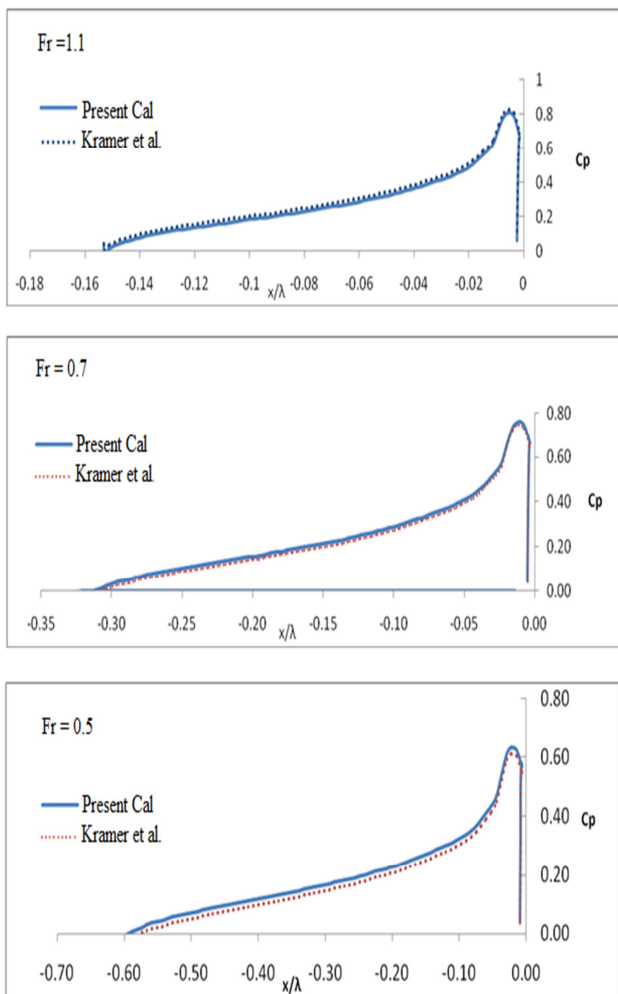 Fr =1.1
Present Cal
Kramer et al.
1
0.8
0.6
Cp
0.4
0.2
0
-0.18 -0.16 -0.14 -0.12 -0.1 -0.08 -0.06 -0.04 -0.02 0
x/λ
Fr = 0.7
Present Cal
Kramer et al.
0.80
0.60
0.40
Cp
0.20
0.00
-0.35 -0.30 -0.25 -0.20 -0.15 -0.10 -0.05 0.00
x/λ
Fr = 0.5
Present Cal
Kramer et al.
0.80
0.60
0.40
Cp
0.20
0.00
-0.70 -0.60 -0.50 -0.40 -0.30 -0.20 -0.10 0.00
x/λ